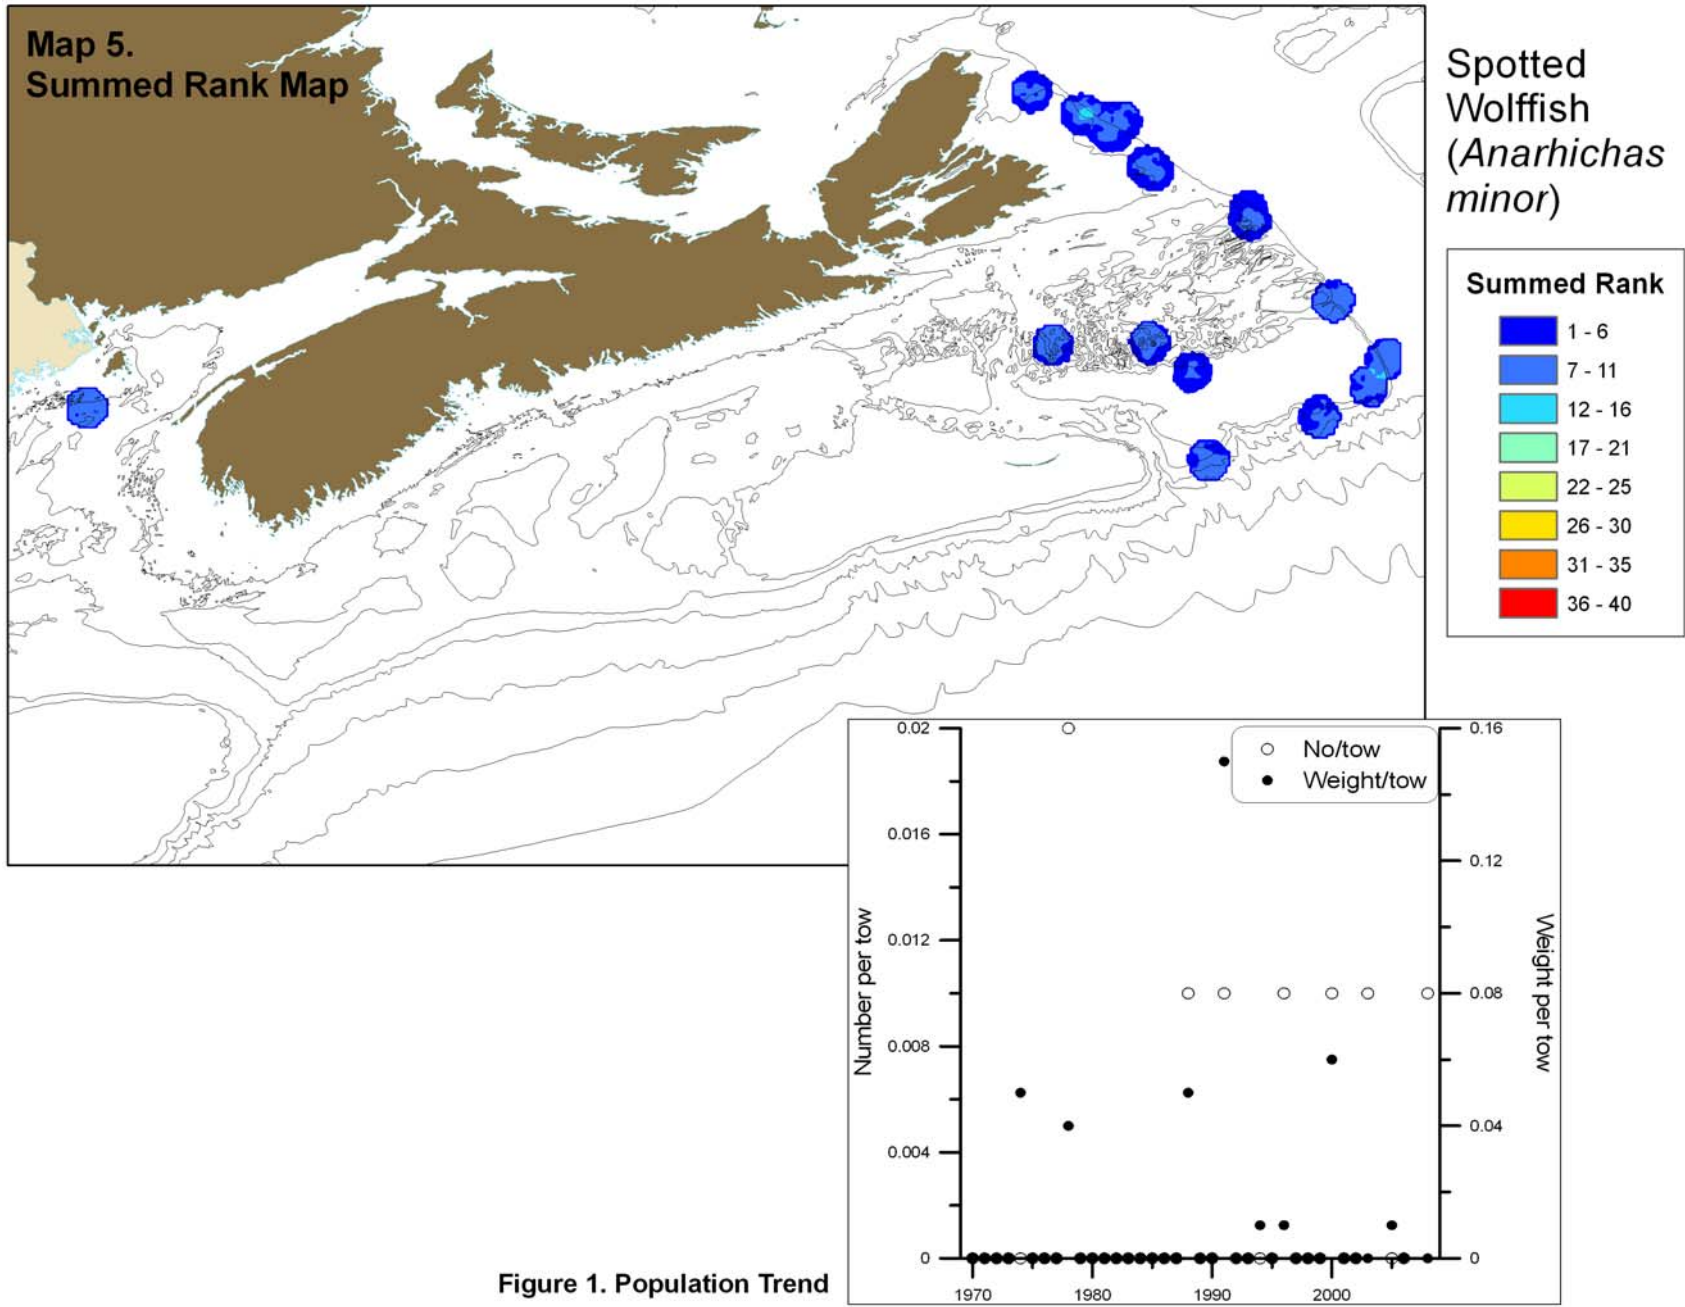 Map 5.
Summed Rank Map
Spotted
Wolffish
(Anarhichas
minor)
Summed Rank
1 - 6
7 - 11
12 - 16
17 - 21
22 - 25
26 - 30
31 - 35
36 - 40
No/tow
Weight/tow
Number per tow
0.02
0.016
0.012
0.008
0.004
0
Weight per tow
0.16
0.12
0.08
0.04
0
1970 1980 1990 2000
Figure 1. Population Trend